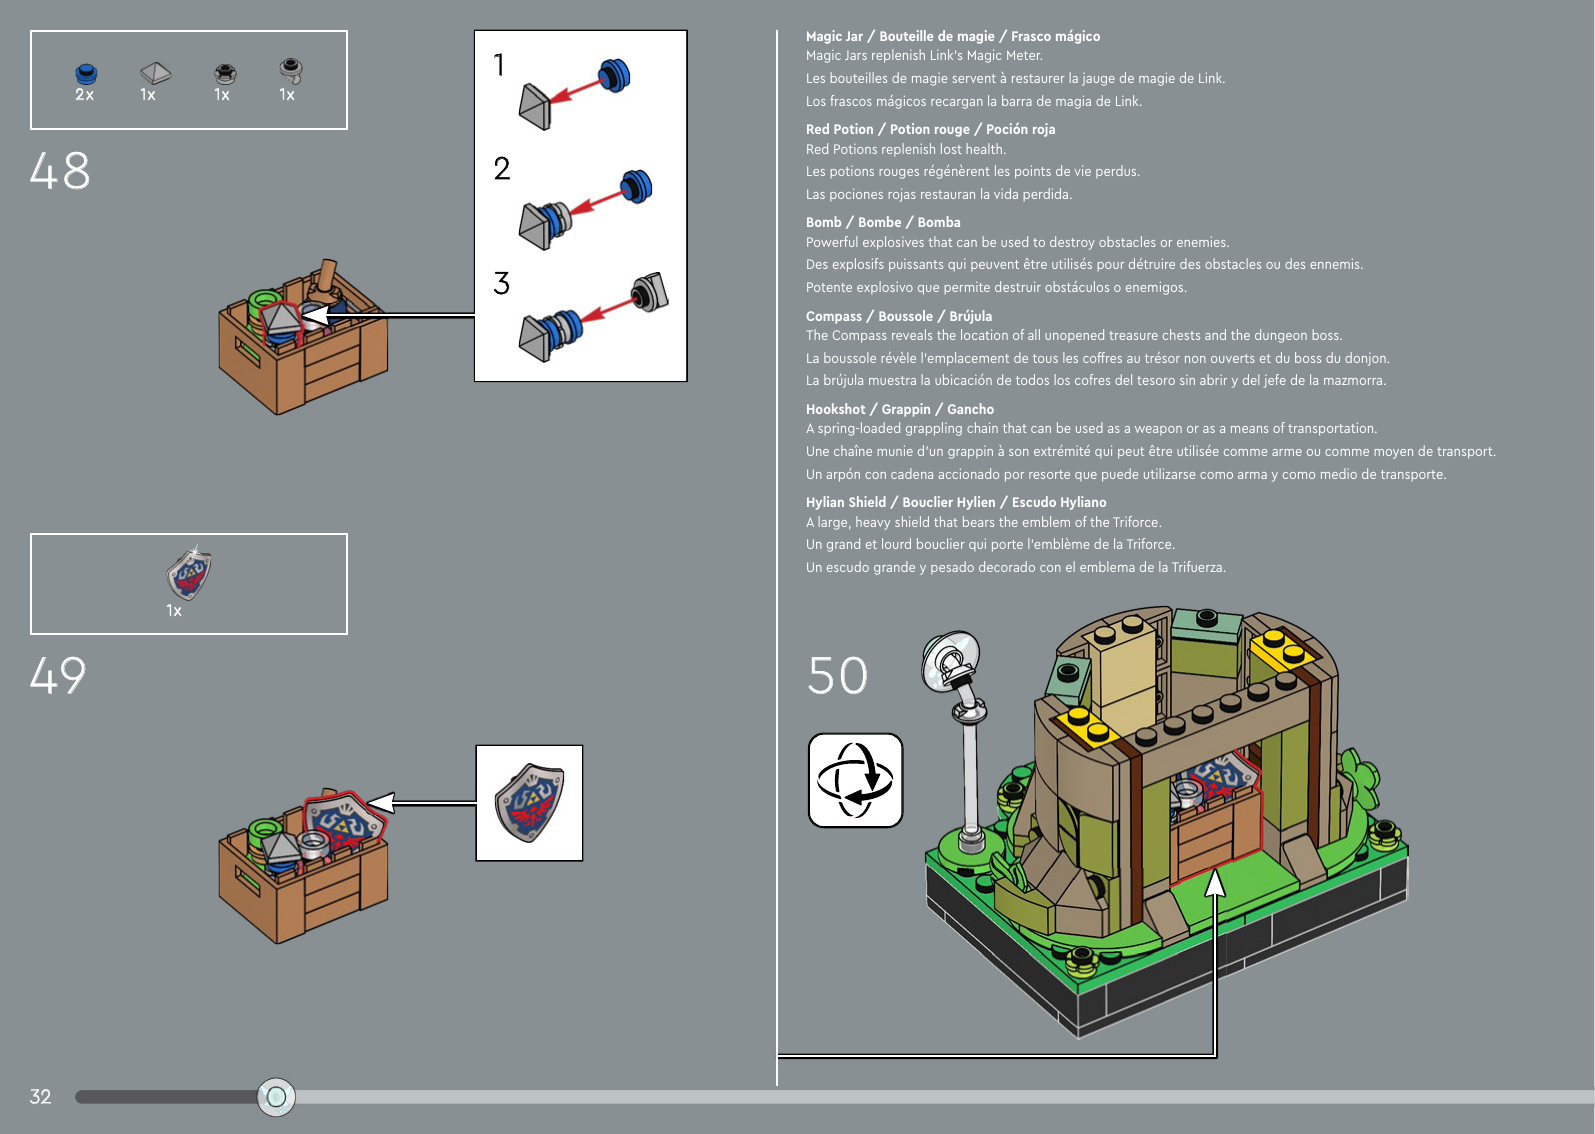 2x
1x
1x
1x
48
1
2
3
1x
49
Magic Jar / Bouteille de magie / Frasco mágico
Magic Jars replenish Link's Magic Meter.
Les bouteilles de magie servent à restaurer la jauge de magie de Link.
Los frascos mágicos recargan la barra de magia de Link.
Red Potion / Potion rouge / Poción roja
Red Potions replenish lost health.
Les potions rouges régénèrent les points de vie perdus.
Las pociones rojas restauran la vida perdida.
Bomb / Bombe / Bomba
Powerful explosives that can be used to destroy obstacles or enemies.
Des explosifs puissants qui peuvent être utilisés pour détruire des obstacles ou des ennemis.
Potente explosivo que permite destruir obstáculos o enemigos.
Compass / Boussole / Brújula
The Compass reveals the location of all unopened treasure chests and the dungeon boss.
La boussole révèle l'emplacement de tous les coffres au trésor non ouverts et du boss du donjon.
La brújula muestra la ubicación de todos los cofres del tesoro sin abrir y del jefe de la mazmorra.
Hookshot / Grappin / Gancho
A spring-loaded grappling chain that can be used as a weapon or as a means of transportation.
Une chaîne munie d'un grappin à son extrémité qui peut être utilisée comme arme ou comme moyen de transport.
Un arpón con cadena accionado por resorte que puede utilizarse como arma y como medio de transporte.
Hylian Shield / Bouclier Hylien / Escudo Hyliano
A large, heavy shield that bears the emblem of the Triforce.
Un grand et lourd bouclier qui porte l'emblème de la Triforce.
Un escudo grande y pesado decorado con el emblema de la Trifuerza.
50
32